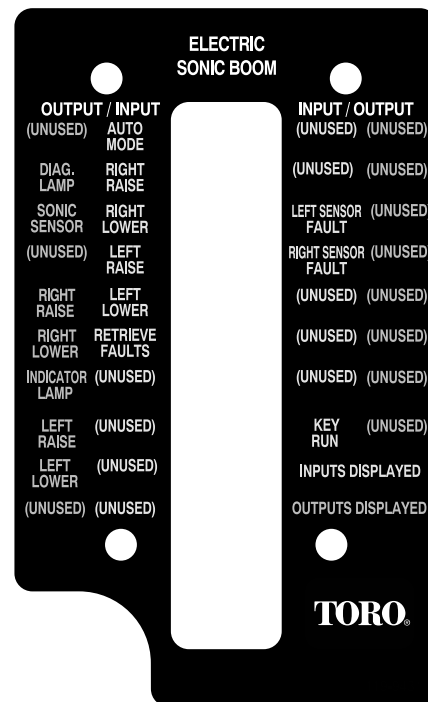 ELECTRIC
SONIC BOOM
OUTPUT / INPUT
(UNUSED) AUTO
MODE
DIAG. RIGHT
LAMP RAISE
SONIC RIGHT
SENSOR LOWER
(UNUSED) LEFT
RAISE
RIGHT LEFT
RAISE LOWER
RIGHT RETRIEVE
LOWER FAULTS
INDICATOR (UNUSED)
LAMP
LEFT (UNUSED)
RAISE
LEFT (UNUSED)
LOWER
(UNUSED) (UNUSED)
INPUT / OUTPUT
(UNUSED) (UNUSED)
(UNUSED) (UNUSED)
LEFT SENSOR (UNUSED
FAULT
RIGHT SENSOR (UNUSED
FAULT
(UNUSED) (UNUSED)
(UNUSED) (UNUSED)
(UNUSED) (UNUSED)
KEY (UNUSED)
RUN
INPUTS DISPLAYED
OUTPUTS DISPLAYED
TORO®